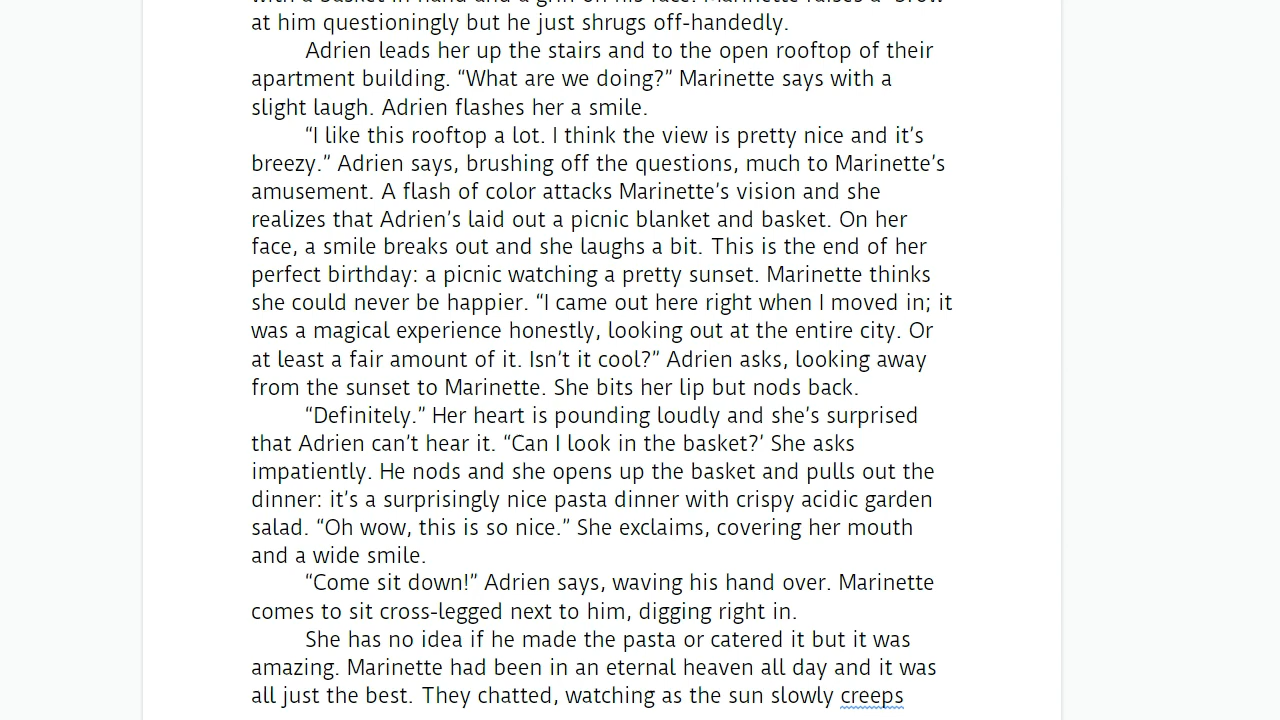 at him questioningly but he just shrugs off-handedly.
Adrien leads her up the stairs and to the open rooftop of their
apartment building. “What are we doing?” Marinette says with a
slight laugh. Adrien flashes her a smile.
“I like this rooftop a lot. I think the view is pretty nice and it’s
breezy.” Adrien says, brushing off the questions, much to Marinette’s
amusement. A flash of color attacks Marinette’s vision and she
realizes that Adrien’s laid out a picnic blanket and basket. On her
face, a smile breaks out and she laughs a bit. This is the end of her
perfect birthday: a picnic watching a pretty sunset. Marinette thinks
she could never be happier. “I came out here right when I moved in; it
was a magical experience honestly, looking out at the entire city. Or
at least a fair amount of it. Isn’t it cool?” Adrien asks, looking away
from the sunset to Marinette. She bits her lip but nods back.
“Definitely.” Her heart is pounding loudly and she’s surprised
that Adrien can’t hear it. “Can I look in the basket?’ She asks
impatiently. He nods and she opens up the basket and pulls out the
dinner: it’s a surprisingly nice pasta dinner with crispy acidic garden
salad. “Oh wow, this is so nice.” She exclaims, covering her mouth
and a wide smile.
“Come sit down!” Adrien says, waving his hand over. Marinette
comes to sit cross-legged next to him, digging right in.
She has no idea if he made the pasta or catered it but it was
amazing. Marinette had been in an eternal heaven all day and it was
all just the best. They chatted, watching as the sun slowly creeps